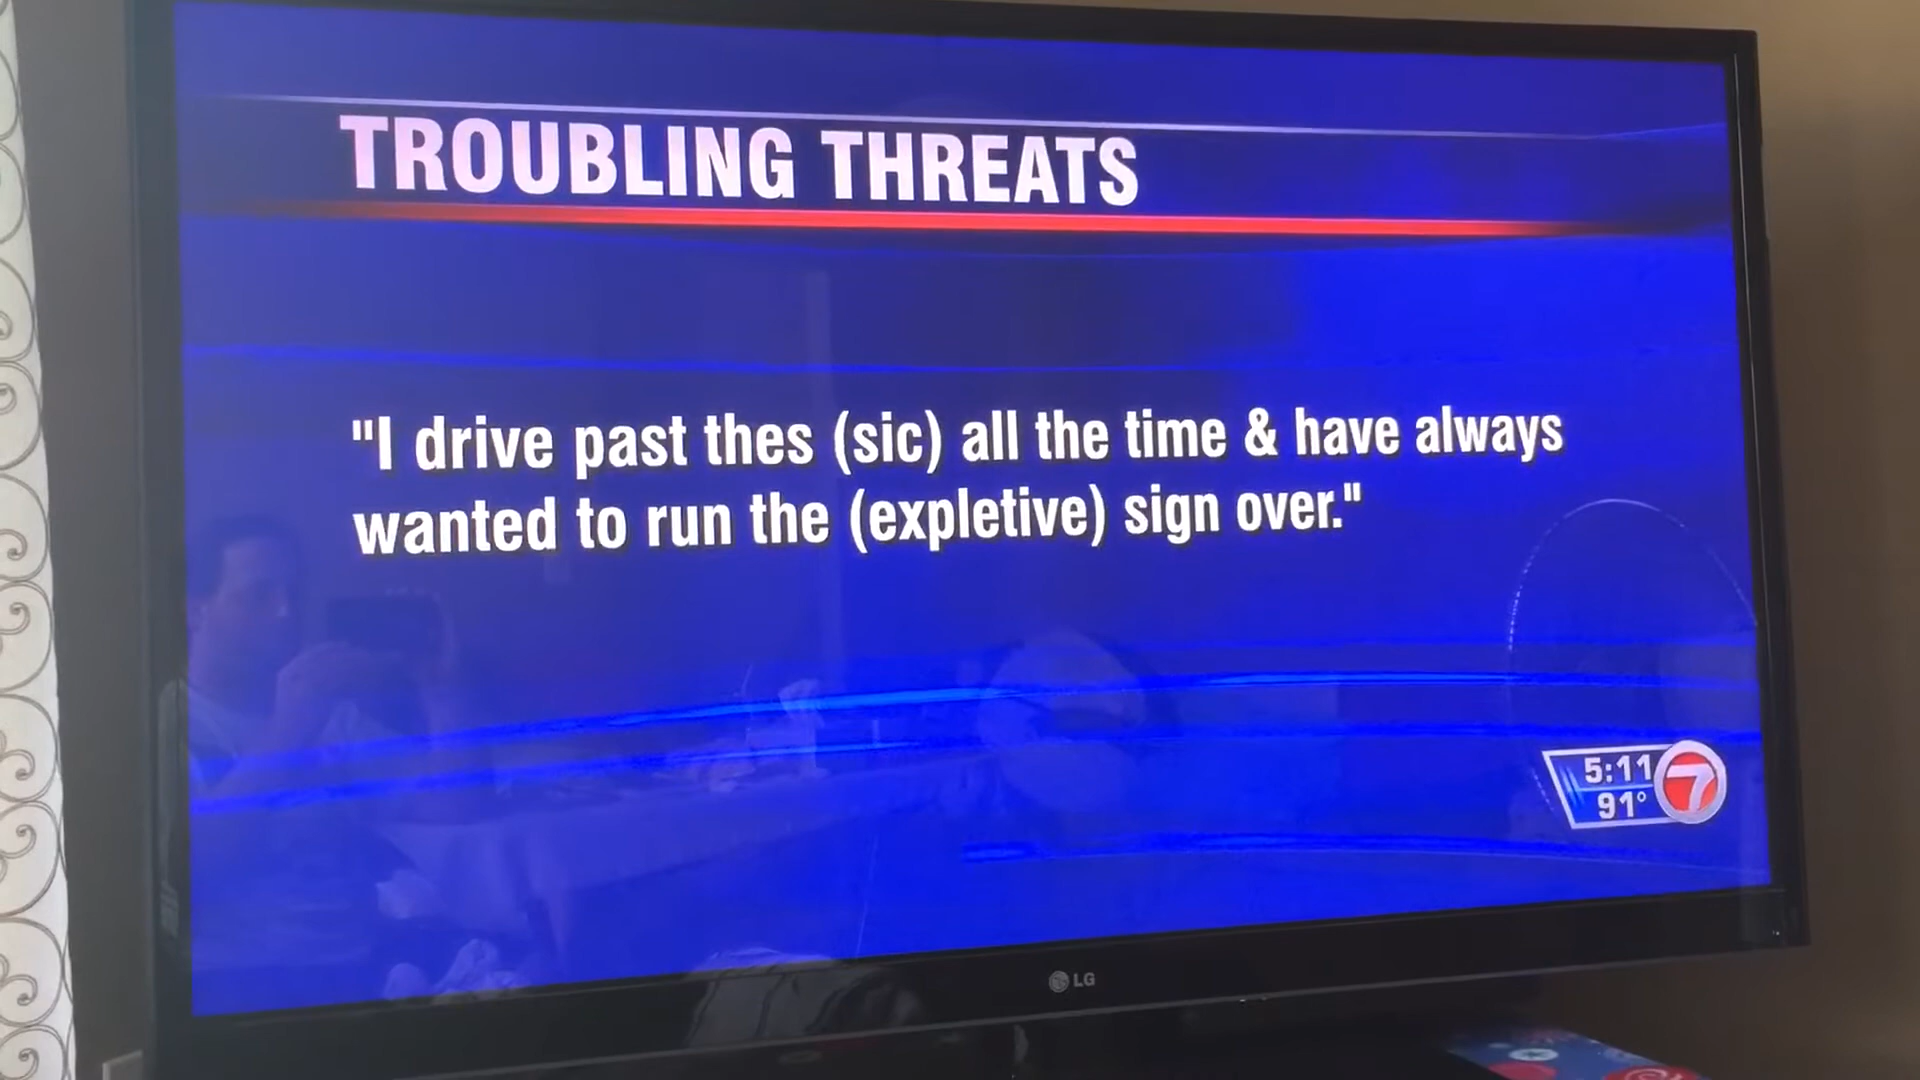 TROUBLING THREATS
"I drive past thes (sic) all the time & have always
wanted to run the (expletive) sign over."
5:11
91°
7
LG